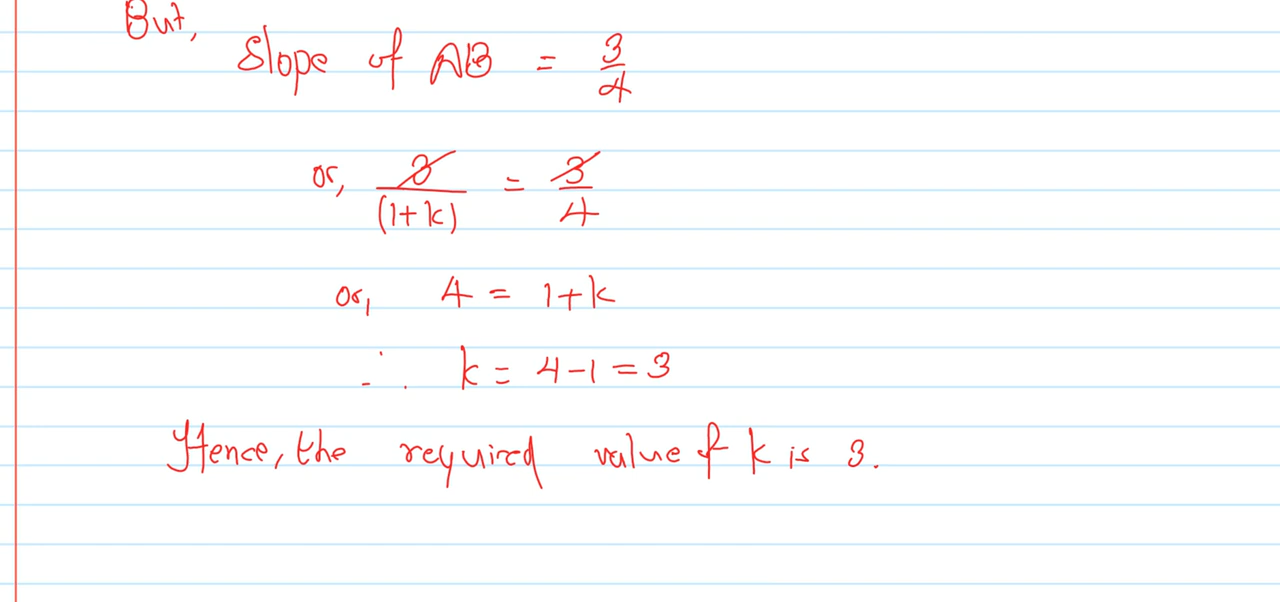 But,
Slope of AB = 3/4
or, 3/(1+k) = 3/4
or, 4 = 1+k
∴ k = 4-1 = 3
Hence, the required value of k is 3.